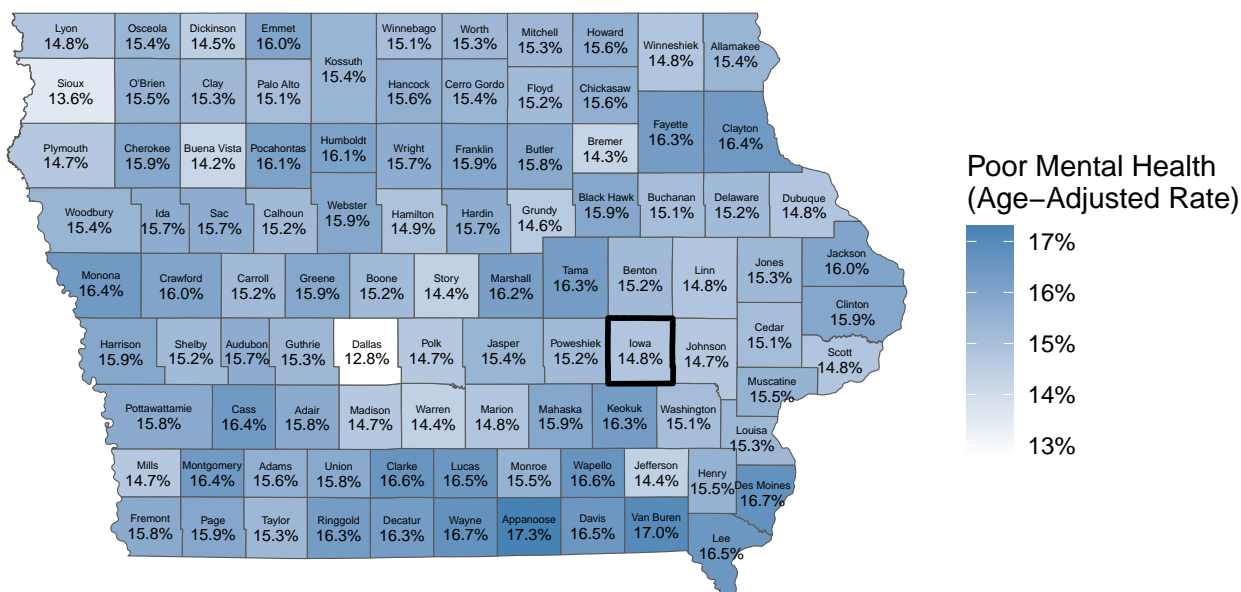 Lyon
14.8%
Osceola
15.4%
Dickinson
14.5%
Emmet
16.0%
Kossuth
15.4%
Winnebago
15.1%
Worth
15.3%
Mitchell
15.3%
Howard
15.6%
Winneshiek
14.8%
Allamakee
15.4%
Sioux
13.6%
O'Brien
15.5%
Clay
15.3%
Palo Alto
15.1%
Hancock
15.6%
Cerro Gordo
15.4%
Floyd
15.2%
Chickasaw
15.6%
Fayette
16.3%
Clayton
16.4%
Plymouth
14.7%
Cherokee
15.9%
Buena Vista
14.2%
Pocahontas
16.1%
Humboldt
16.1%
Wright
15.7%
Franklin
15.9%
Butler
15.8%
Bremer
14.3%
Woodbury
15.4%
Ida
15.7%
Sac
15.7%
Calhoun
15.2%
Webster
15.9%
Hamilton
14.9%
Hardin
15.7%
Grundy
14.6%
Black Hawk
15.9%
Buchanan
15.1%
Delaware
15.2%
Dubuque
14.8%
Monona
16.4%
Crawford
16.0%
Carroll
15.2%
Greene
15.9%
Boone
15.2%
Story
14.4%
Marshall
16.2%
Tama
16.3%
Benton
15.2%
Linn
14.8%
Jones
15.3%
Jackson
16.0%
Clinton
15.9%
Harrison
15.9%
Shelby
15.2%
Audubon
15.7%
Guthrie
15.3%
Dallas
12.8%
Polk
14.7%
Jasper
15.4%
Poweshiek
15.2%
Iowa
14.8%
Johnson
14.7%
Cedar
15.1%
Scott
14.8%
Muscatine
15.5%
Pottawattamie
15.8%
Cass
16.4%
Adair
15.8%
Madison
14.7%
Warren
14.4%
Marion
14.8%
Mahaska
15.9%
Keokuk
16.3%
Washington
15.1%
Louisa
15.3%
Mills
14.7%
Montgomery
16.4%
Adams
15.6%
Union
15.8%
Clarke
16.6%
Lucas
16.5%
Monroe
15.5%
Wapello
16.6%
Jefferson
14.4%
Henry
15.5%
Des Moines
16.7%
Fremont
15.8%
Page
15.9%
Taylor
15.3%
Ringgold
16.3%
Decatur
16.3%
Wayne
16.7%
Appanoose
17.3%
Davis
16.5%
Van Buren
17.0%
Lee
16.5%
Poor Mental Health
(Age−Adjusted Rate)
17%
16%
15%
14%
13%